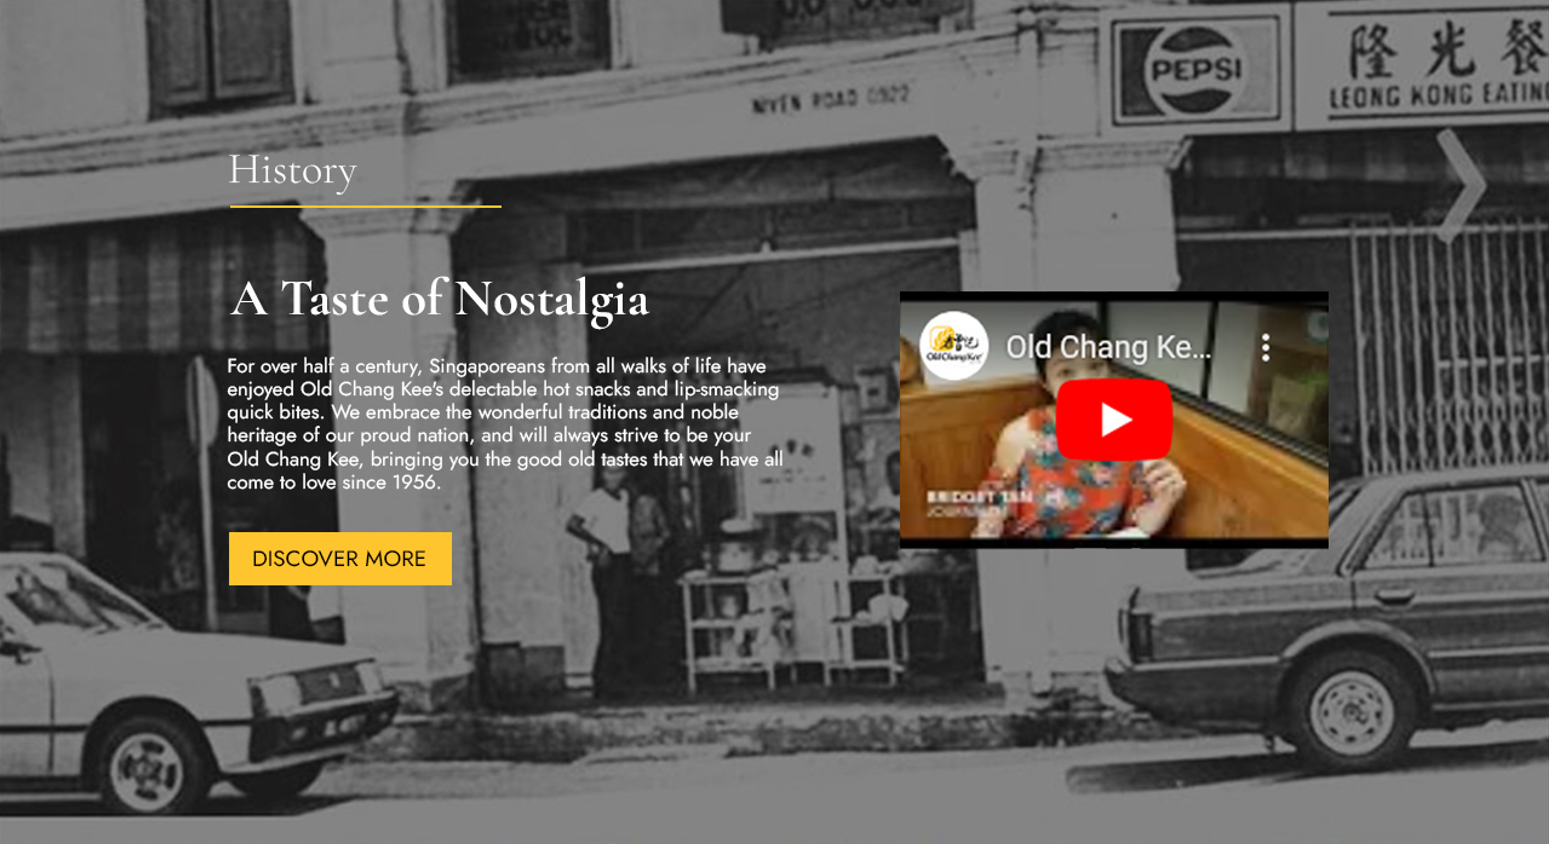 NIVEN ROAD 0922
PEPSI
隆光餐
LEONG KONG EATING
History
A Taste of Nostalgia
For over half a century, Singaporeans from all walks of life have
enjoyed Old Chang Kee's delectable hot snacks and lip-smacking
quick bites. We embrace the wonderful traditions and noble
heritage of our proud nation, and will always strive to be your
Old Chang Kee, bringing you the good old tastes that we have all
come to love since 1956.
DISCOVER MORE
Old Chang Kee
Old Chang Ke...
BRIDGET TAN
JOURNALIST